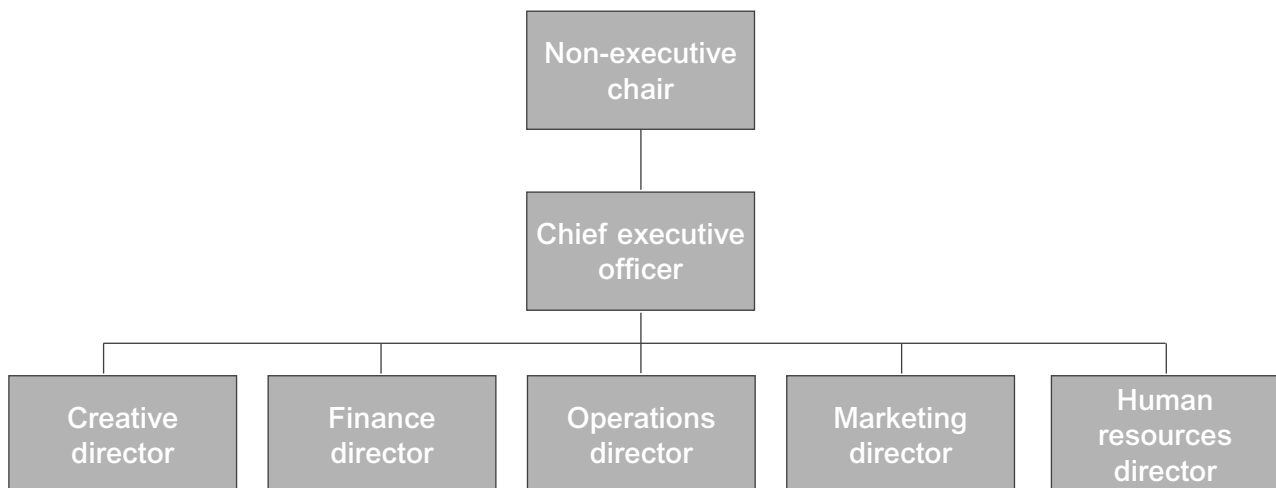 Non-executive
chair
Chief executive
officer
Creative
director
Finance
director
Operations
director
Marketing
director
Human
resources
director